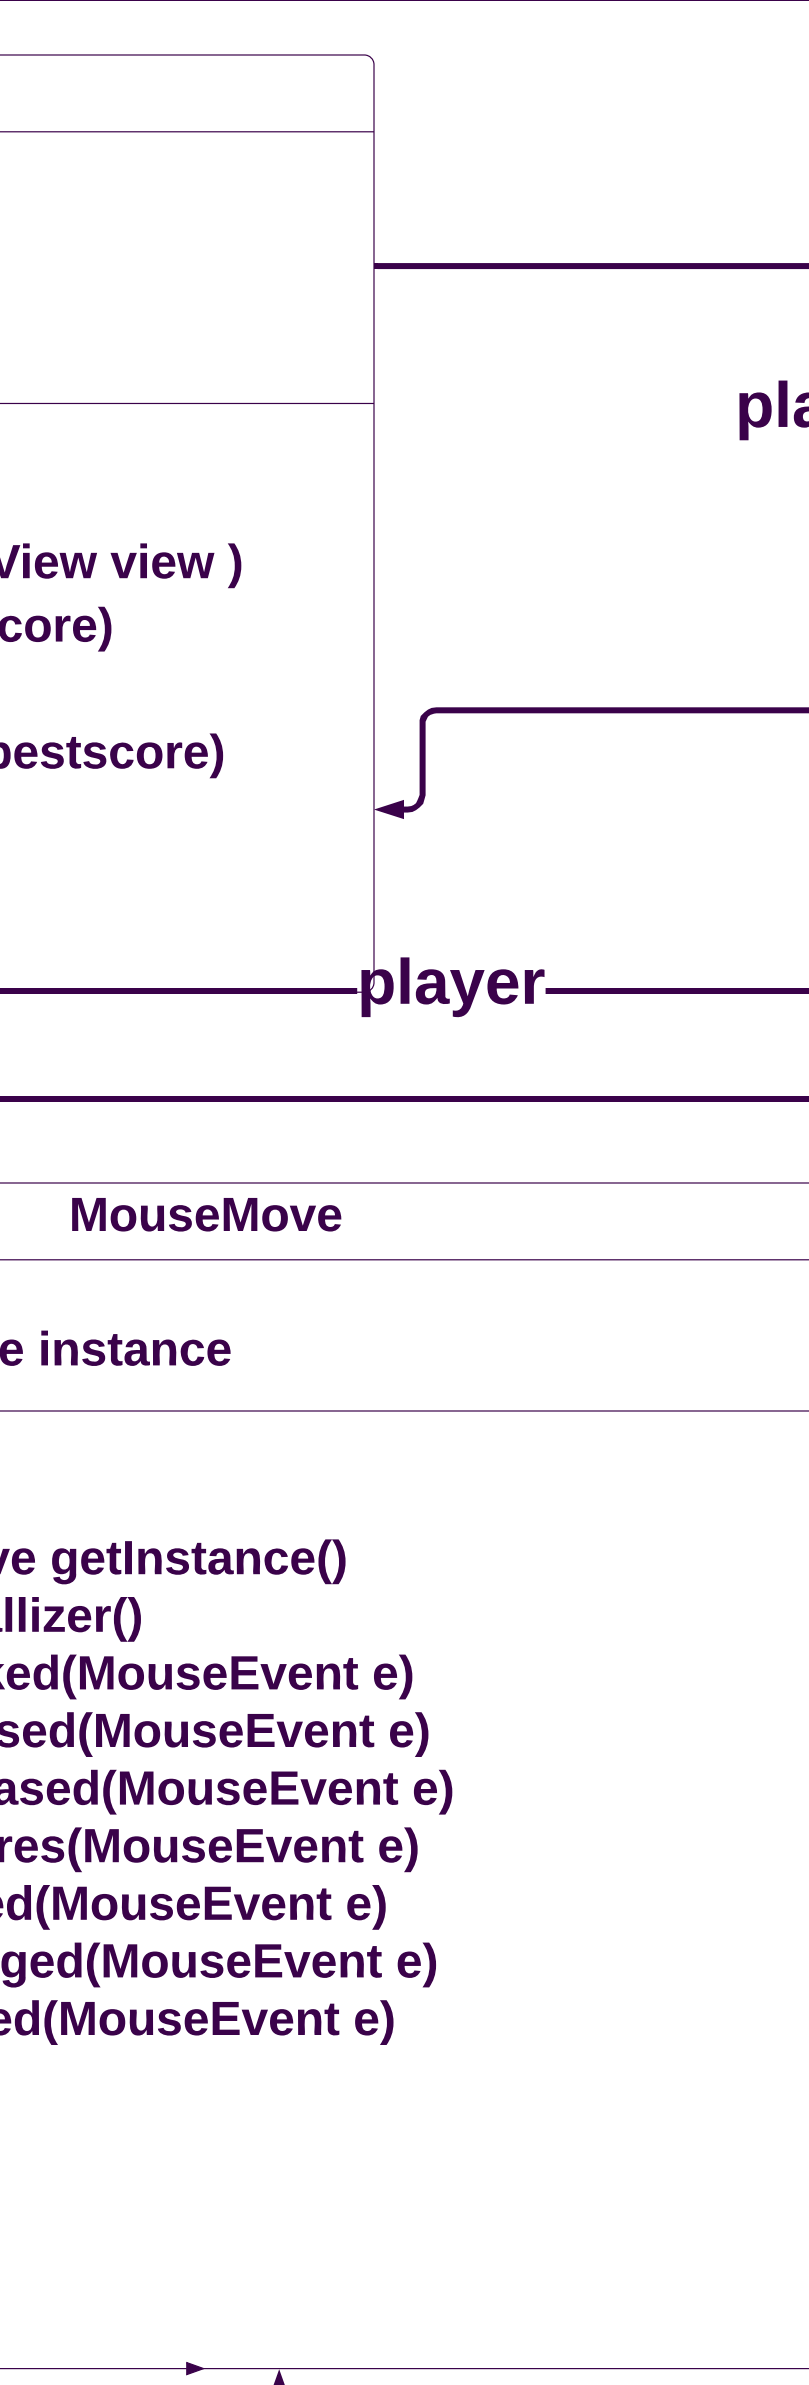 pla
View view )
core)
bestscore)
player
MouseMove
e instance
ve getInstance()
allizer()
ked(MouseEvent e)
sed(MouseEvent e)
ased(MouseEvent e)
res(MouseEvent e)
ed(MouseEvent e)
ged(MouseEvent e)
ed(MouseEvent e)